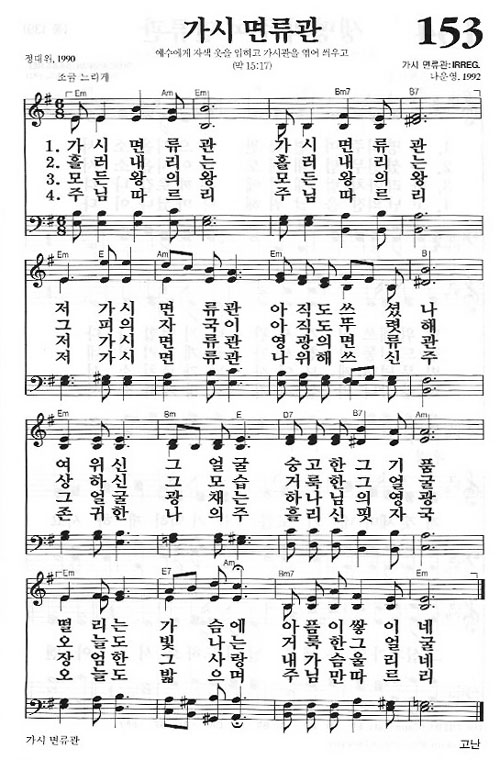 가시 면류관 153
예수에게 자색 옷을 입히고 가시관을 엮어 씌우고
(막 15:17)
정대위, 1990
가시 면류관: IRREG.
조금 느리게
나운영, 1992
Em Am Em Bm7 B7
1. 가 시 면 류 관 가 시 면 류 관
2. 흘 러 내 리 는 흘 러 내 리 는
3. 모 든 왕 의 왕 모 든 왕 의 왕
4. 주 님 따 르 리 주 님 따 르 리
Em E Am Em B
저 가 시 면 류 관 아 직 도 쓰 셨 나
그 피 의 자 국 이 아 직 도 뚜 렷 해
저 가 시 면 류 관 영 광 의 면 류 관
저 가 시 면 류 관 나 위 해 쓰 신 주
Em Bm E D7 B7 Am
여 위 신 그 얼 굴 숭 고 한 그 기 품
상 하 신 그 모 습 거 룩 한 그 얼 굴
그 얼 굴 광 채 는 하 나 님 의 영 광
존 귀 한 나 의 주 흘 리 신 핏 자 국
Em E7 Am Bm7 Em
떨 리 는 가 슴 에 아 픔 이 쌓 이 네
오 늘 도 빛 나 는 거 룩 한 그 얼 굴
장 엄 한 그 사 랑 내 가 슴 울 리 네
오 늘 도 밟 으 며 주 님 만 따 르 리
가시 면류관 고난